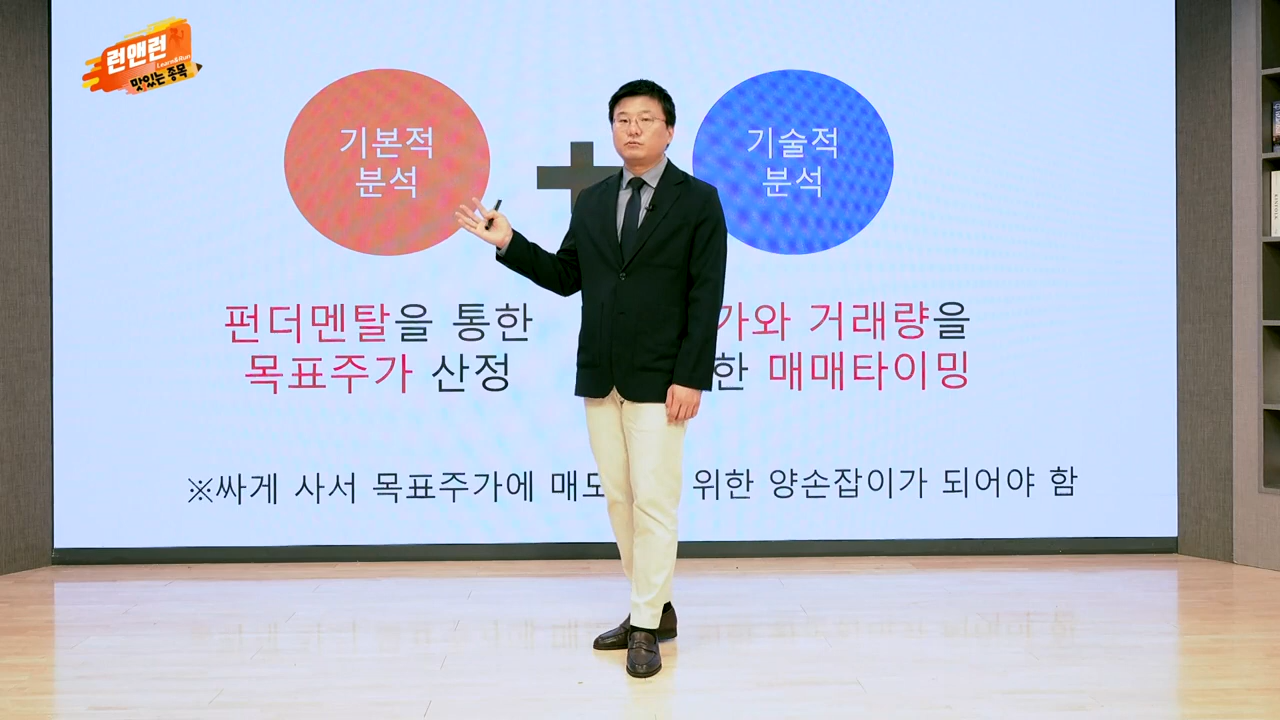 런앤런
Learn&Run
맛있는 종목
기본적
분석
기술적
분석
펀더멘탈을 통한
목표주가 산정
가와 거래량을
한 매매타이밍
※싸게 사서 목표주가에 매도 위한 양손잡이가 되어야 함